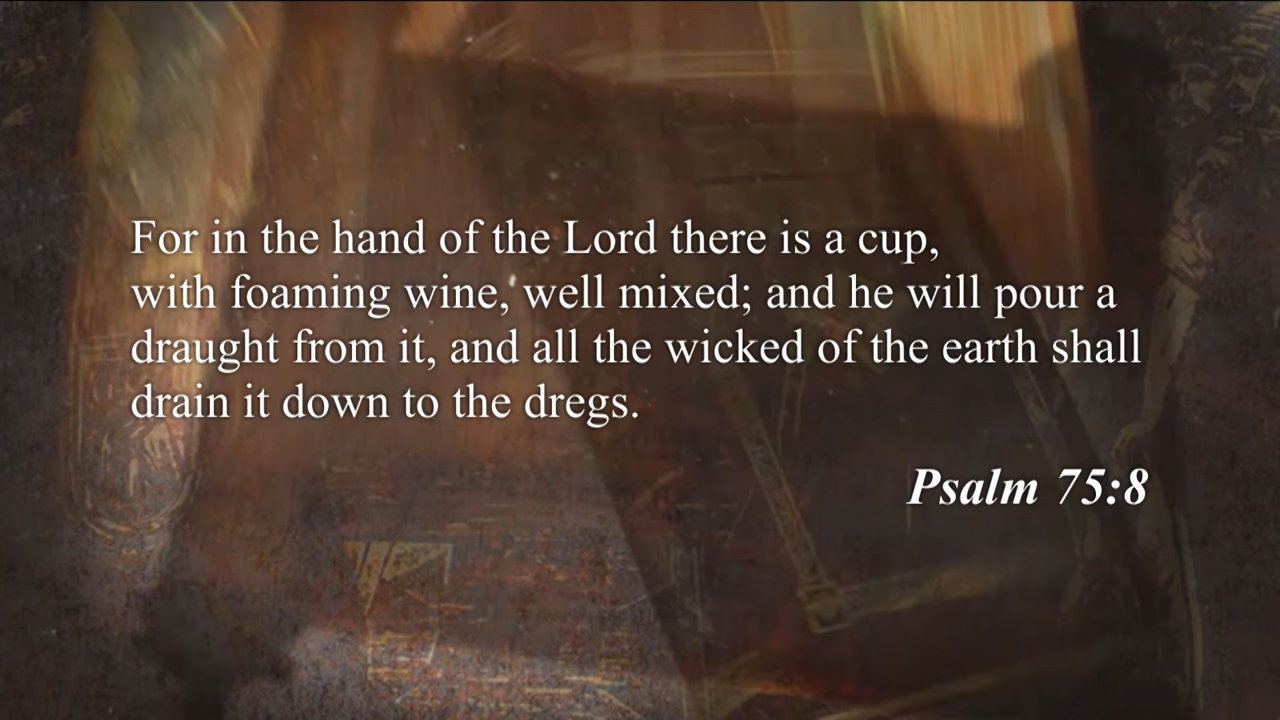 For in the hand of the Lord there is a cup,
with foaming wine, well mixed; and he will pour a
draught from it, and all the wicked of the earth shall
drain it down to the dregs.
Psalm 75:8